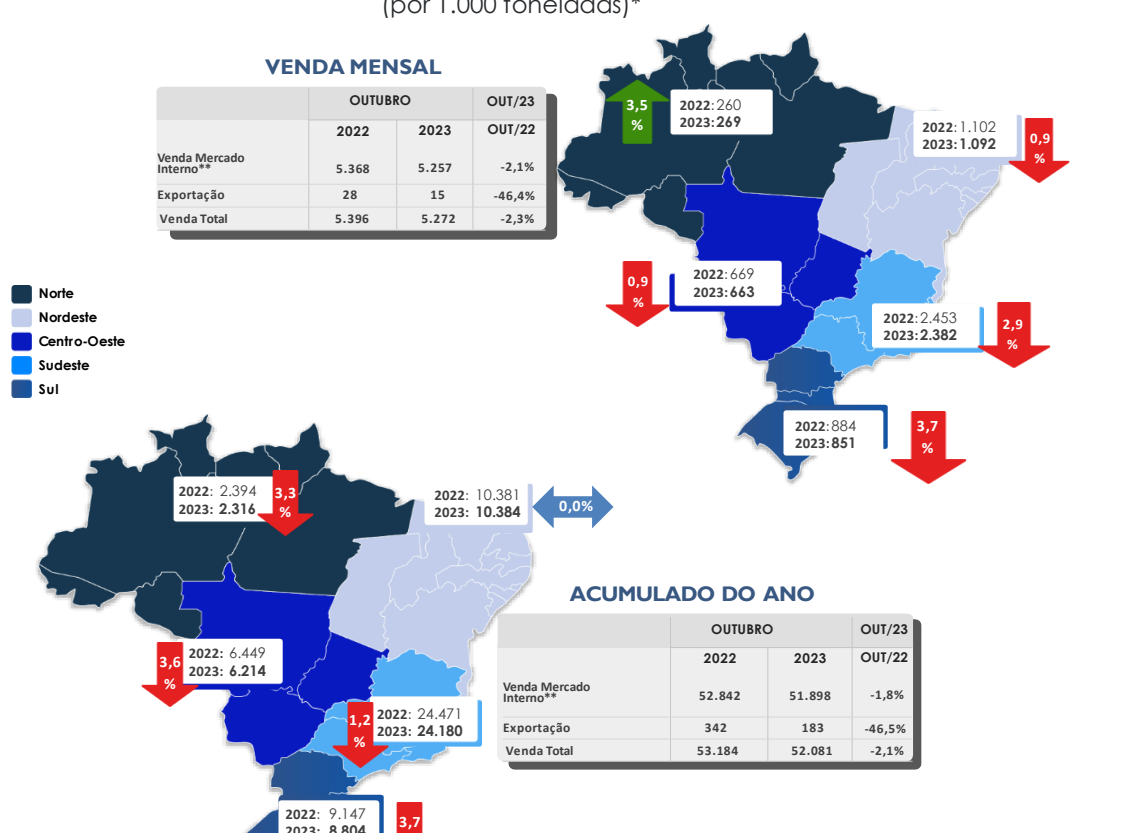 (por 1.000 toneladas)*
VENDA MENSAL
OUTUBRO OUT/23
2022 2023 OUT/22
Venda Mercado
Interno** 5.368 5.257 -2,1%
Exportação 28 15 -46,4%
Venda Total 5.396 5.272 -2,3%
3,5
%
2022:260
2023:269
2022:1.102
2023:1.092
0,9
%
0,9
%
2022:669
2023:663
2022:2.453
2023:2.382
2,9
%
2022:884
2023:851
3,7
%
Norte
Nordeste
Centro-Oeste
Sudeste
Sul
2022: 2.394
2023: 2.316
3,3
%
2022: 10.381
2023: 10.384
0,0%
3,6
%
2022: 6.449
2023: 6.214
1,2
%
2022: 24.471
2023: 24.180
2022: 9.147
2023: 8.804
3,7
ACUMULADO DO ANO
OUTUBRO OUT/23
2022 2023 OUT/22
Venda Mercado
Interno** 52.842 51.898 -1,8%
Exportação 342 183 -46,5%
Venda Total 53.184 52.081 -2,1%